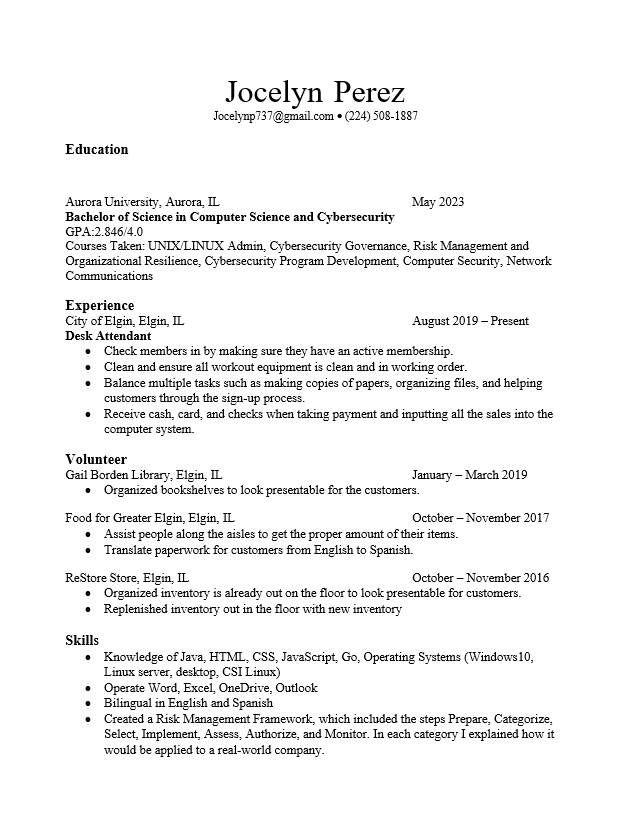 Jocelyn Perez
Jocelynp737@gmail.com • (224) 508-1887
Education
Aurora University, Aurora, IL May 2023
Bachelor of Science in Computer Science and Cybersecurity
GPA:2.846/4.0
Courses Taken: UNIX/LINUX Admin, Cybersecurity Governance, Risk Management and
Organizational Resilience, Cybersecurity Program Development, Computer Security, Network
Communications
Experience
City of Elgin, Elgin, IL August 2019 – Present
Desk Attendant
• Check members in by making sure they have an active membership.
• Clean and ensure all workout equipment is clean and in working order.
• Balance multiple tasks such as making copies of papers, organizing files, and helping
customers through the sign-up process.
• Receive cash, card, and checks when taking payment and inputting all the sales into the
computer system.
Volunteer
Gail Borden Library, Elgin, IL January – March 2019
• Organized bookshelves to look presentable for the customers.
Food for Greater Elgin, Elgin, IL October – November 2017
• Assist people along the aisles to get the proper amount of their items.
• Translate paperwork for customers from English to Spanish.
ReStore Store, Elgin, IL October – November 2016
• Organized inventory is already out on the floor to look presentable for customers.
• Replenished inventory out in the floor with new inventory
Skills
• Knowledge of Java, HTML, CSS, JavaScript, Go, Operating Systems (Windows10,
Linux server, desktop, CSI Linux)
• Operate Word, Excel, OneDrive, Outlook
• Bilingual in English and Spanish
• Created a Risk Management Framework, which included the steps Prepare, Categorize,
Select, Implement, Assess, Authorize, and Monitor. In each category I explained how it
would be applied to a real-world company.